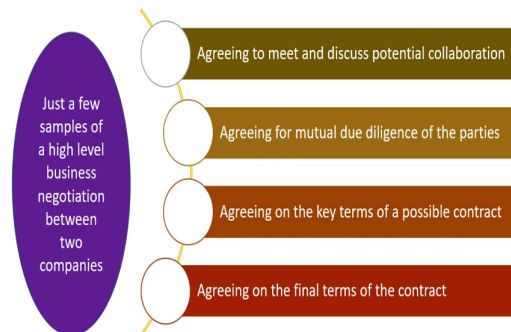 Just a few
samples of
a high level
business
negotiation
between
two
companies
Agreeing to meet and discuss potential collaboration
Agreeing for mutual due diligence of the parties
Agreeing on the key terms of a possible contract
Agreeing on the final terms of the contract